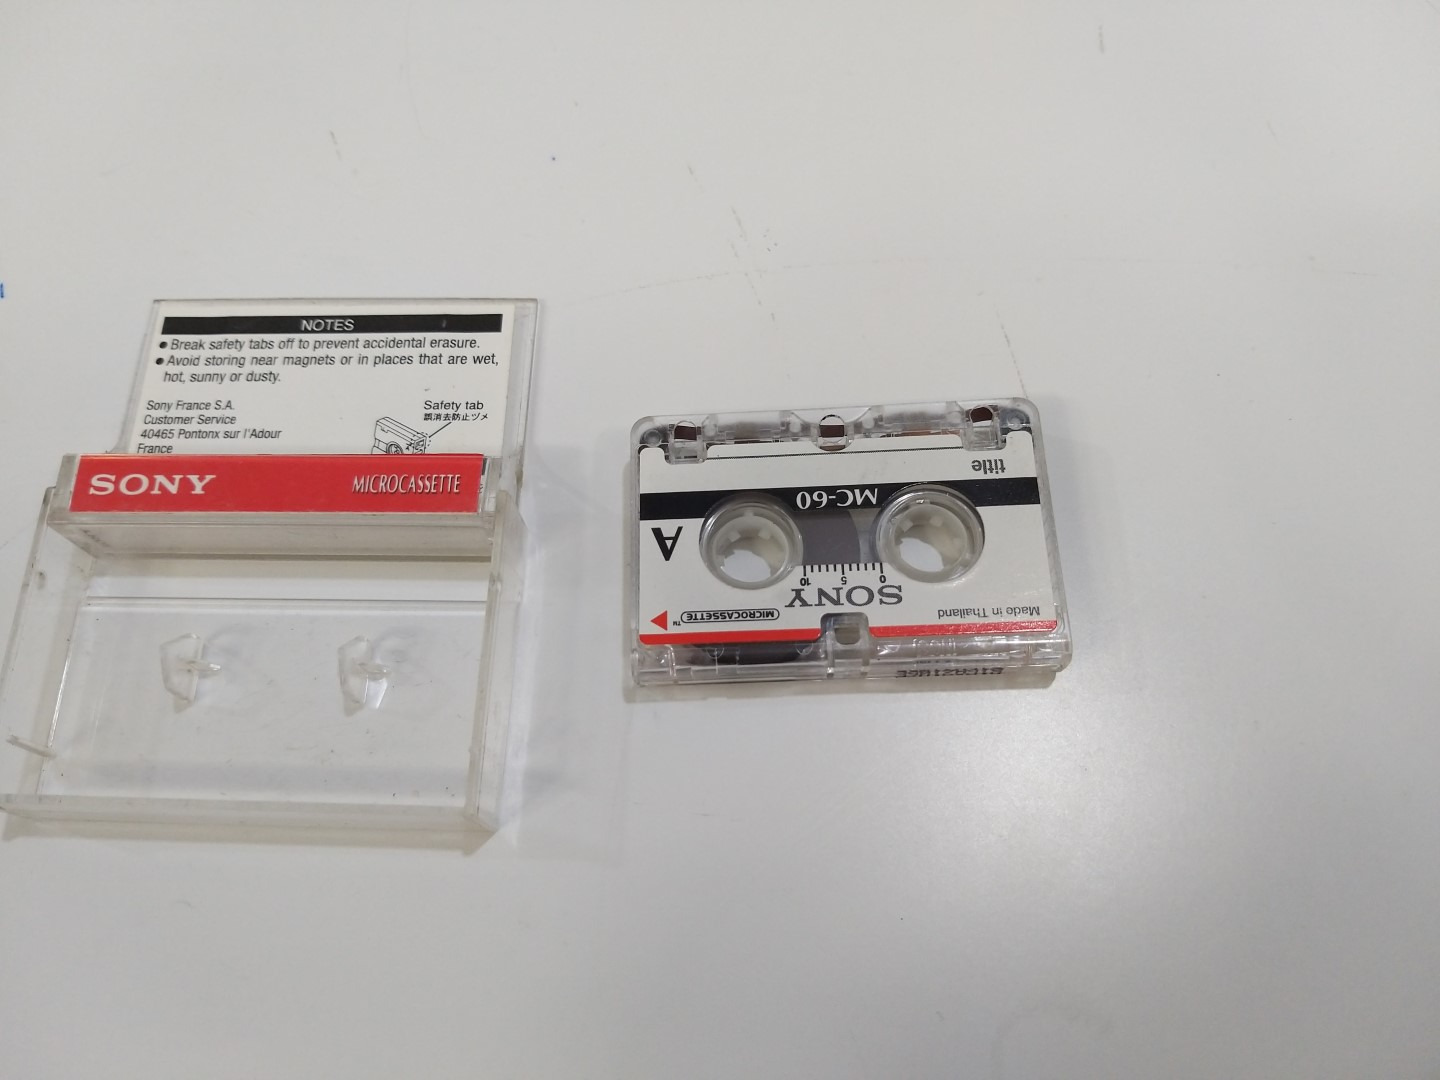 NOTES
● Break safety tabs off to prevent accidental erasure.
● Avoid storing near magnets or in places that are wet,
hot, sunny or dusty.
Sony France S.A.
Customer Service
40465 Pontonx sur l'Adour
France
Safety tab
誤消去防止ツメ
SONY
MICROCASSETTE
MICROCASSETTE™
Made in Thailand
SONY
0 5 10
A
MC-60
title